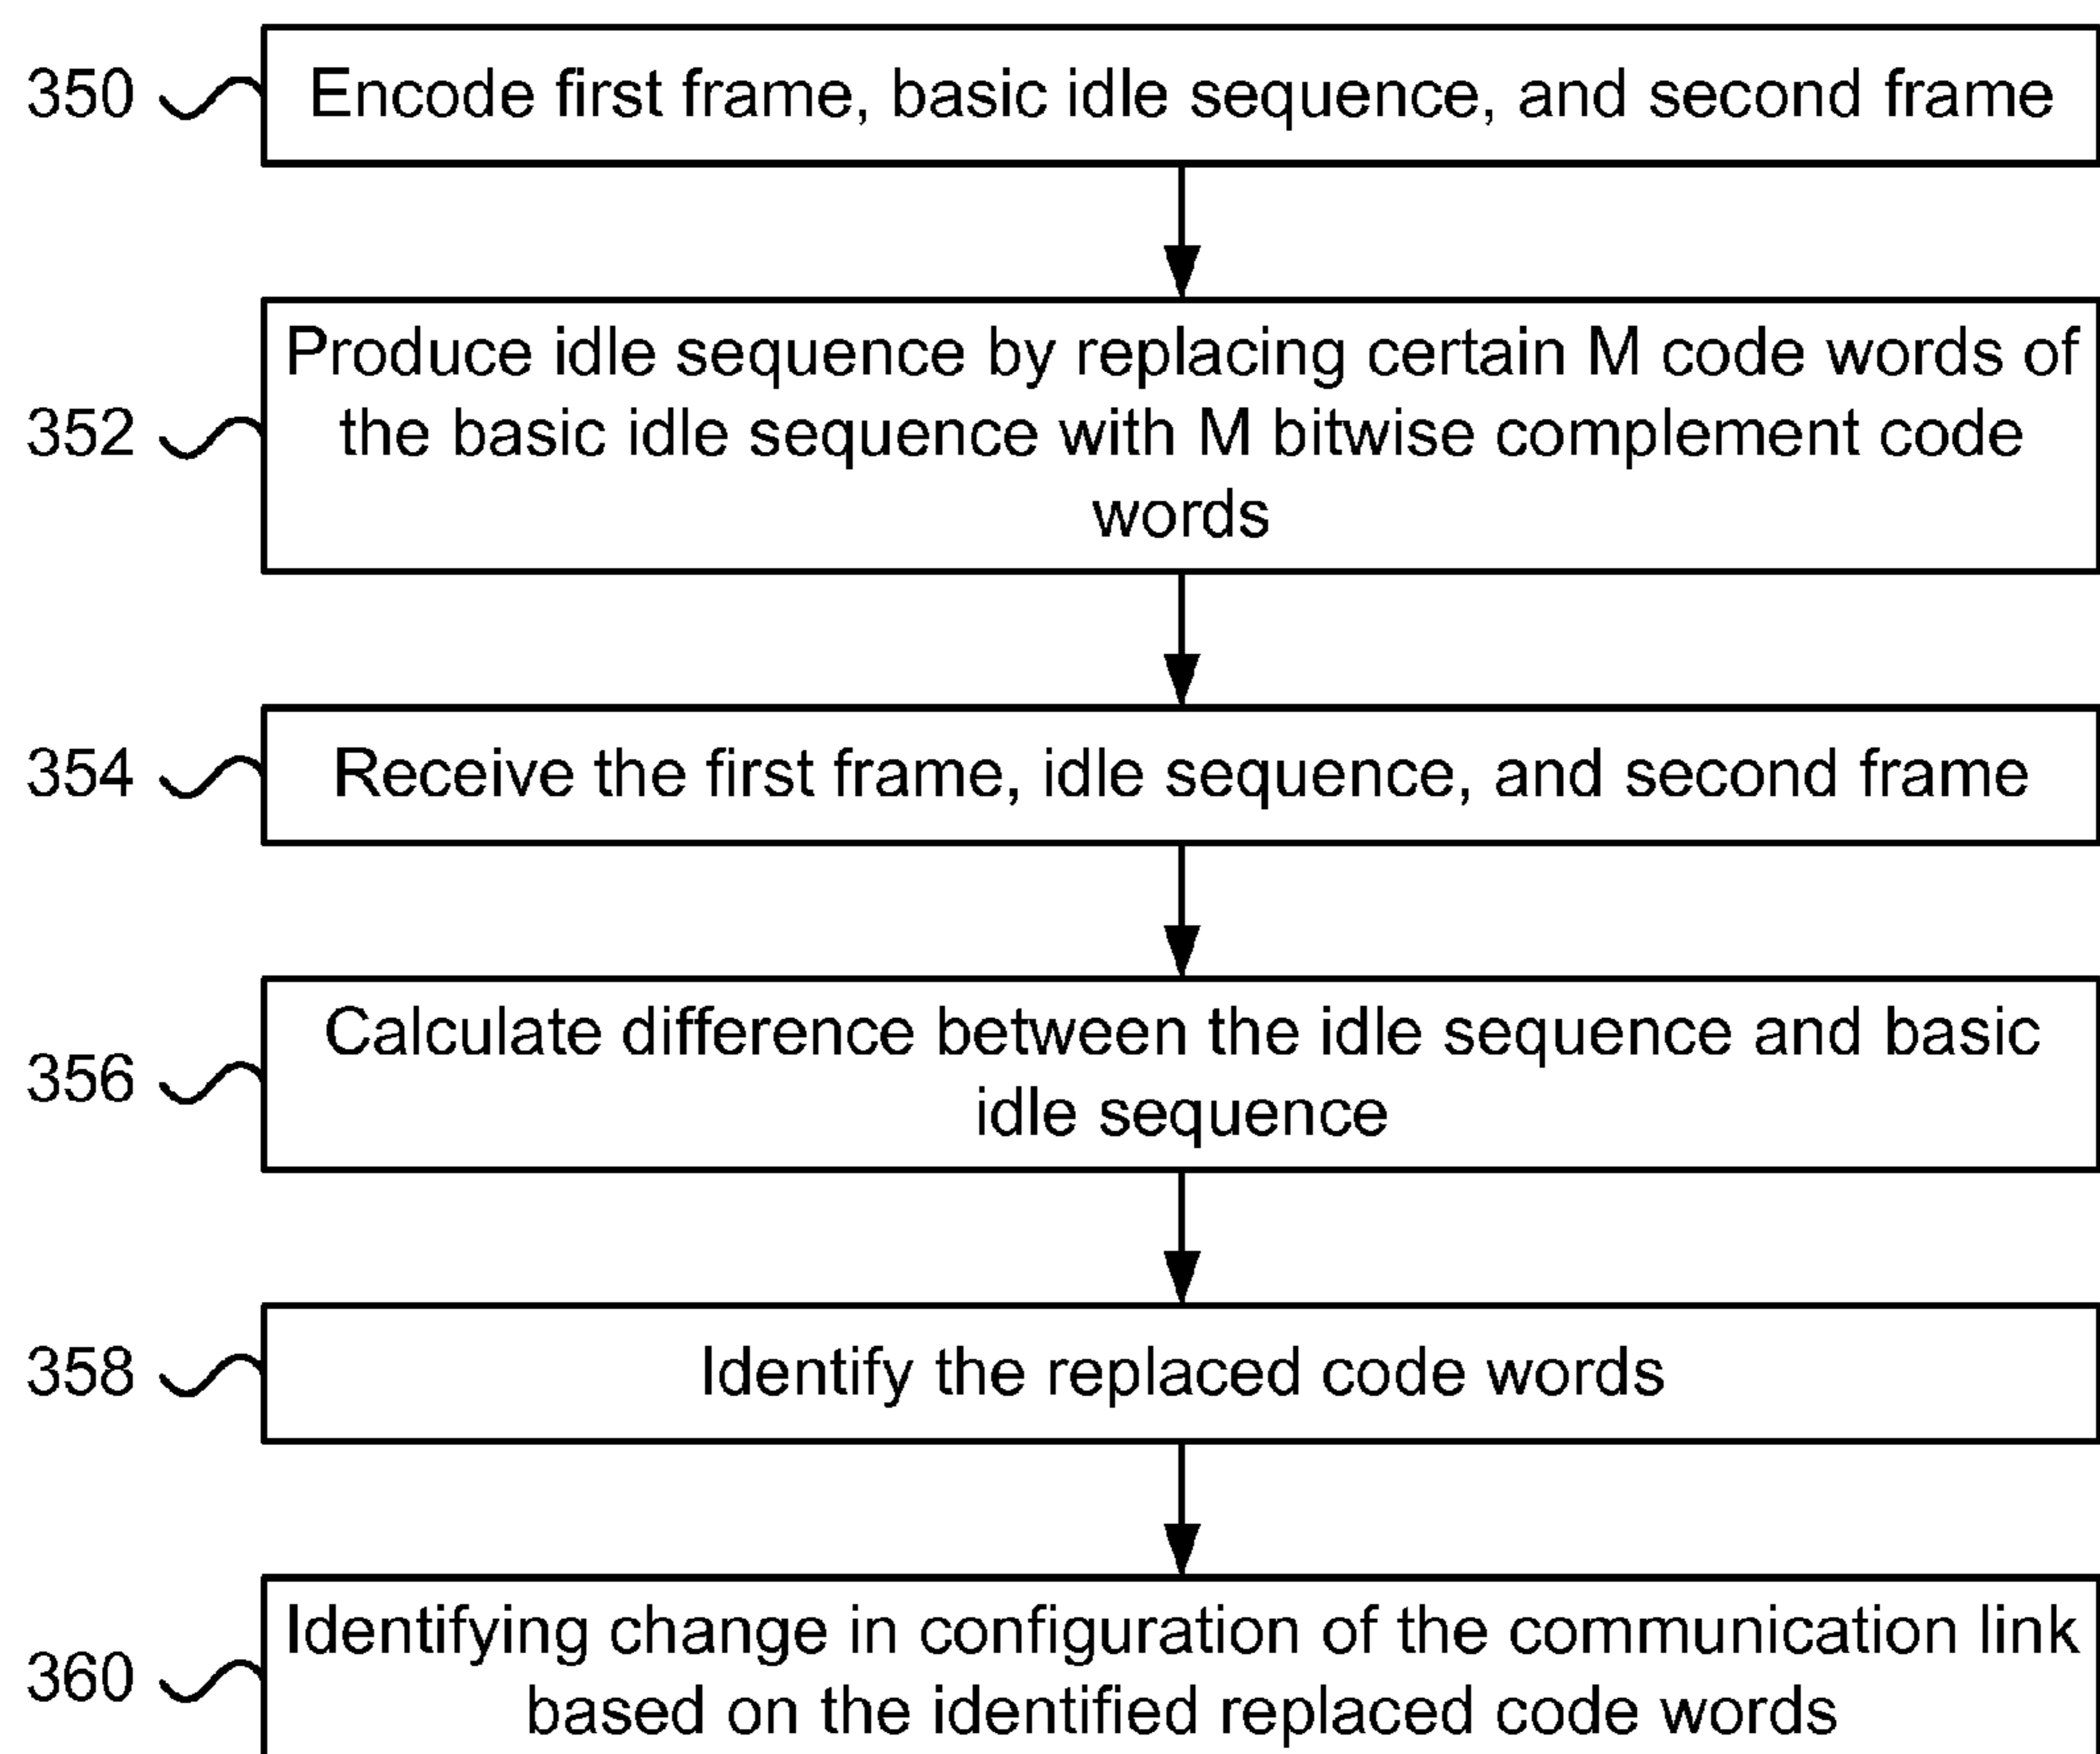 350 Encode first frame, basic idle sequence, and second frame
Produce idle sequence by replacing certain M code words of
352 the basic idle sequence with M bitwise complement code
words
354 Receive the first frame, idle sequence, and second frame
Calculate difference between the idle sequence and basic
356
idle sequence
358 Identify the replaced code words
Identifying change in configuration of the communication link
360
based on the identified replaced code words